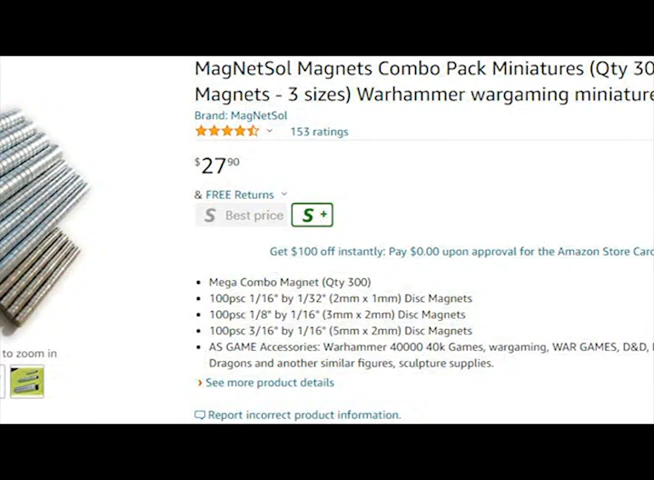 MagNetSol Magnets Combo Pack Miniatures (Qty 30
Magnets - 3 sizes) Warhammer wargaming miniature
Brand: MagNetSol
153 ratings
$27⁹⁰
& FREE Returns
S Best price S +
Get $100 off instantly: Pay $0.00 upon approval for the Amazon Store Card
• Mega Combo Magnet (Qty 300)
• 100psc 1/16" by 1/32" (2mm x 1mm) Disc Magnets
• 100psc 1/8" by 1/16" (3mm x 2mm) Disc Magnets
• 100psc 3/16" by 1/16" (5mm x 2mm) Disc Magnets
• AS GAME Accessories: Warhammer 40000 40k Games, wargaming, WAR GAMES, D&D,
Dragons and another similar figures, sculpture supplies.
to zoom in
› See more product details
Report incorrect product information.